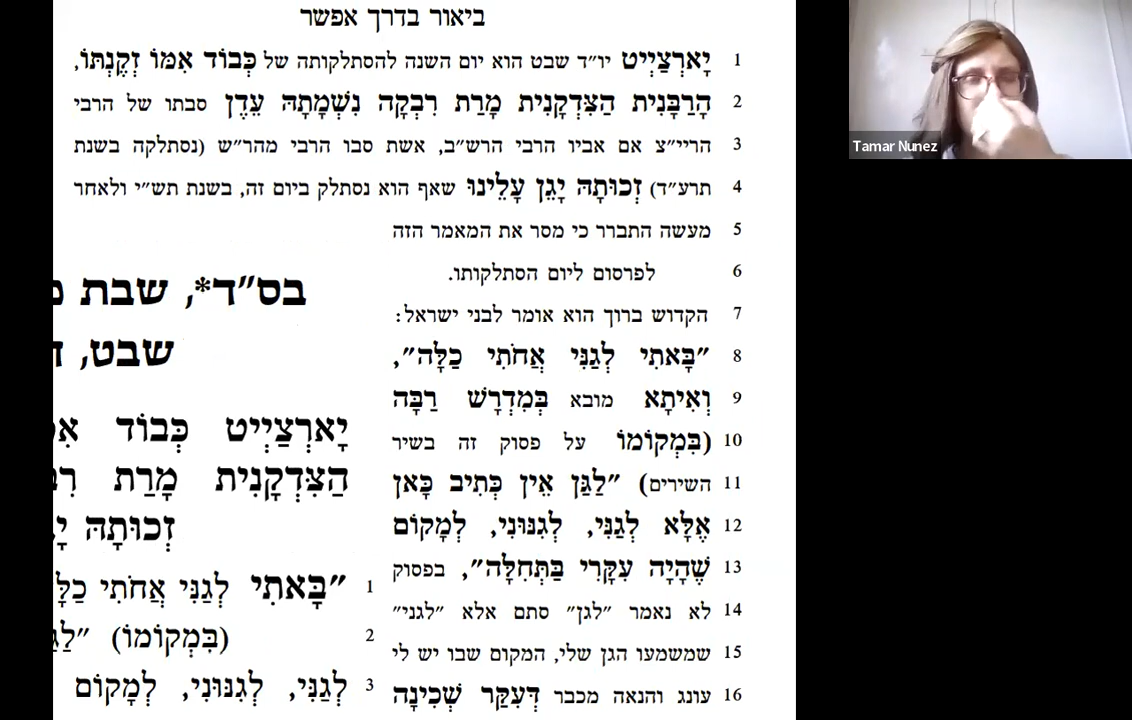 ביאור בדרך אפשר
1 יָארְצַיְיט יו״ד שבט הוא יום השנה להסתלקותה של כְּבוֹד אִמּוֹ זְקֶנְתּוֹ,
2 הָרַבָּנִית הַצִּדְקָנִית מָרַת רִבְקָה נִשְׁמָתָהּ עֵדֶן סבתו של הרבי
3 הריי״צ אם אביו הרבי הרש״ב, אשת סבו הרבי מהר״ש (נסתלקה בשנת
4 תרע״ד) זְכוּתָהּ יָגֵן עָלֵינוּ שאף הוא נסתלק ביום זה, בשנת תש״י ולאחר
5 מעשה התברר כי מסר את המאמר הזה
6 לפרסום ליום הסתלקותו.
7 הקדוש ברוך הוא אומר לבני ישראל:
8 ״בָּאתִי לְגַנִּי אֲחֹתִי כַלָּה״,
9 וְאִיתָא מובא בְּמִדְרָשׁ רַבָּה
10 (בִּמְקוֹמוֹ על פסוק זה בשיר
11 השירים) ״לַגַּן אֵין כְּתִיב כָּאן
12 אֶלָּא לְגַנִּי, לְגִנּוּנִי, לְמָקוֹם
13 שֶׁהָיָה עִקָּרִי בַּתְּחִלָּה״, בפסוק
14 לא נאמר ״לגן״ סתם אלא ״לגני״
15 שמשמעו הגן שלי, המקום שבו יש לי
16 עונג והנאה מכבר דְּעִקַּר שְׁכִינָה
בס״ד*, שבת
שבט,
יָארְצַיְיט כְּבוֹד
הַצִּדְקָנִית מָרַת
זְכוּתָהּ
1 ״בָּאתִי לְגַנִּי אֲחֹתִי
2 (בִּמְקוֹמוֹ)
3 לְגַנִּי, לְגִנּוּנִי, לְמָקוֹם
Tamar Nunez